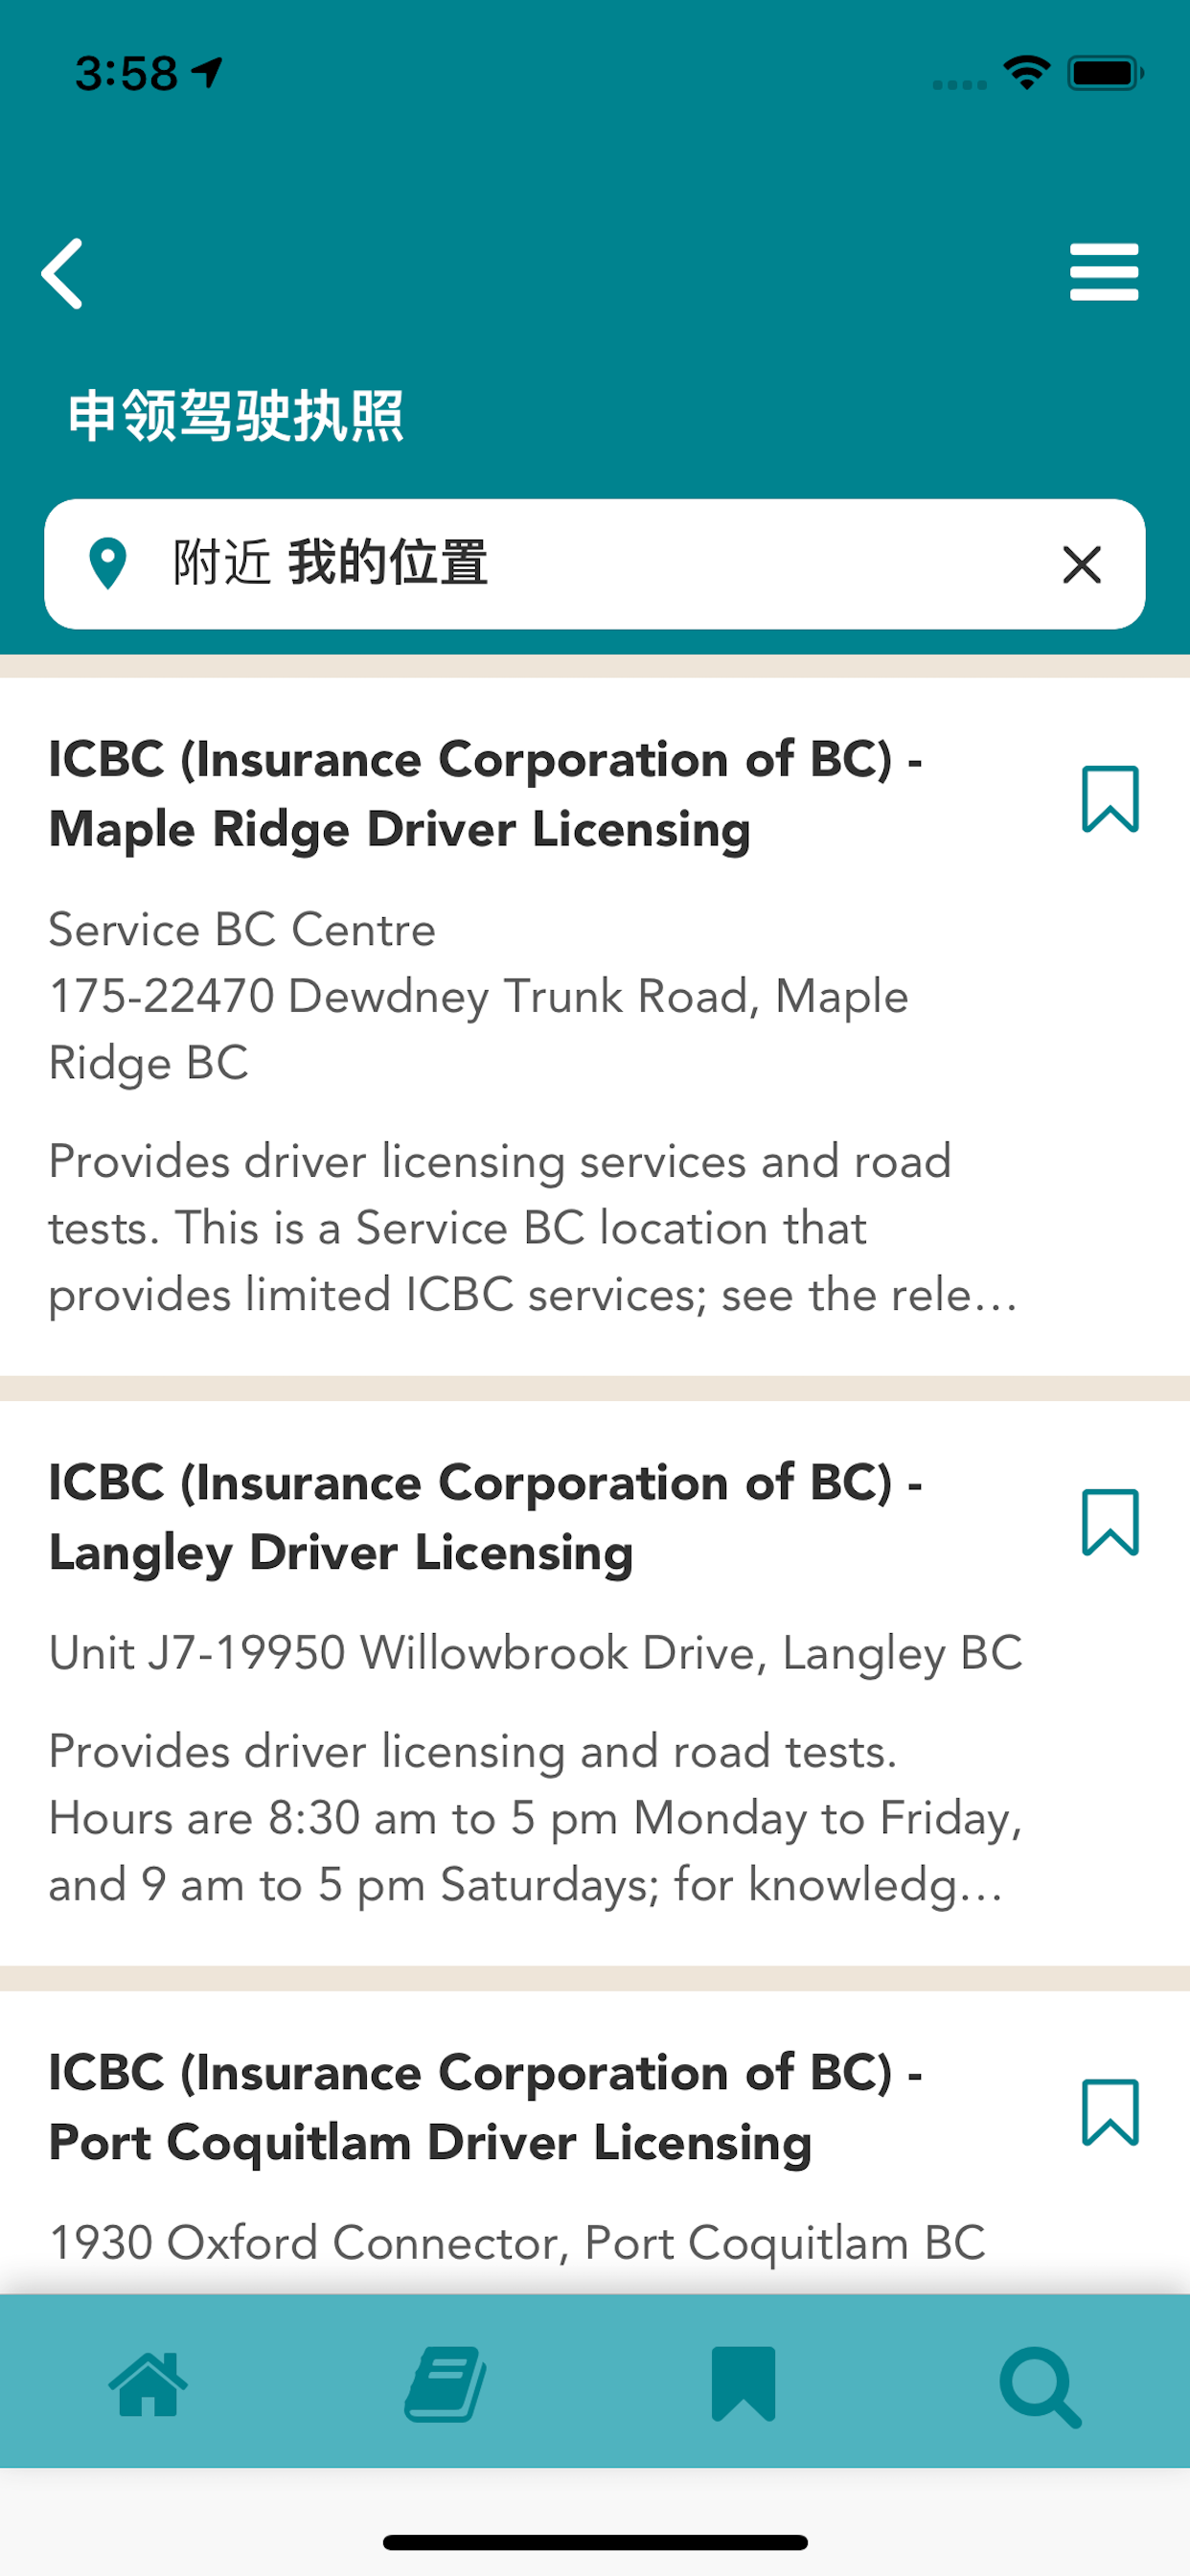 3:58
申领驾驶执照
附近 我的位置
ICBC (Insurance Corporation of BC) -
Maple Ridge Driver Licensing
Service BC Centre
175-22470 Dewdney Trunk Road, Maple
Ridge BC
Provides driver licensing services and road
tests. This is a Service BC location that
provides limited ICBC services; see the rele…
ICBC (Insurance Corporation of BC) -
Langley Driver Licensing
Unit J7-19950 Willowbrook Drive, Langley BC
Provides driver licensing and road tests.
Hours are 8:30 am to 5 pm Monday to Friday,
and 9 am to 5 pm Saturdays; for knowledg…
ICBC (Insurance Corporation of BC) -
Port Coquitlam Driver Licensing
1930 Oxford Connector, Port Coquitlam BC